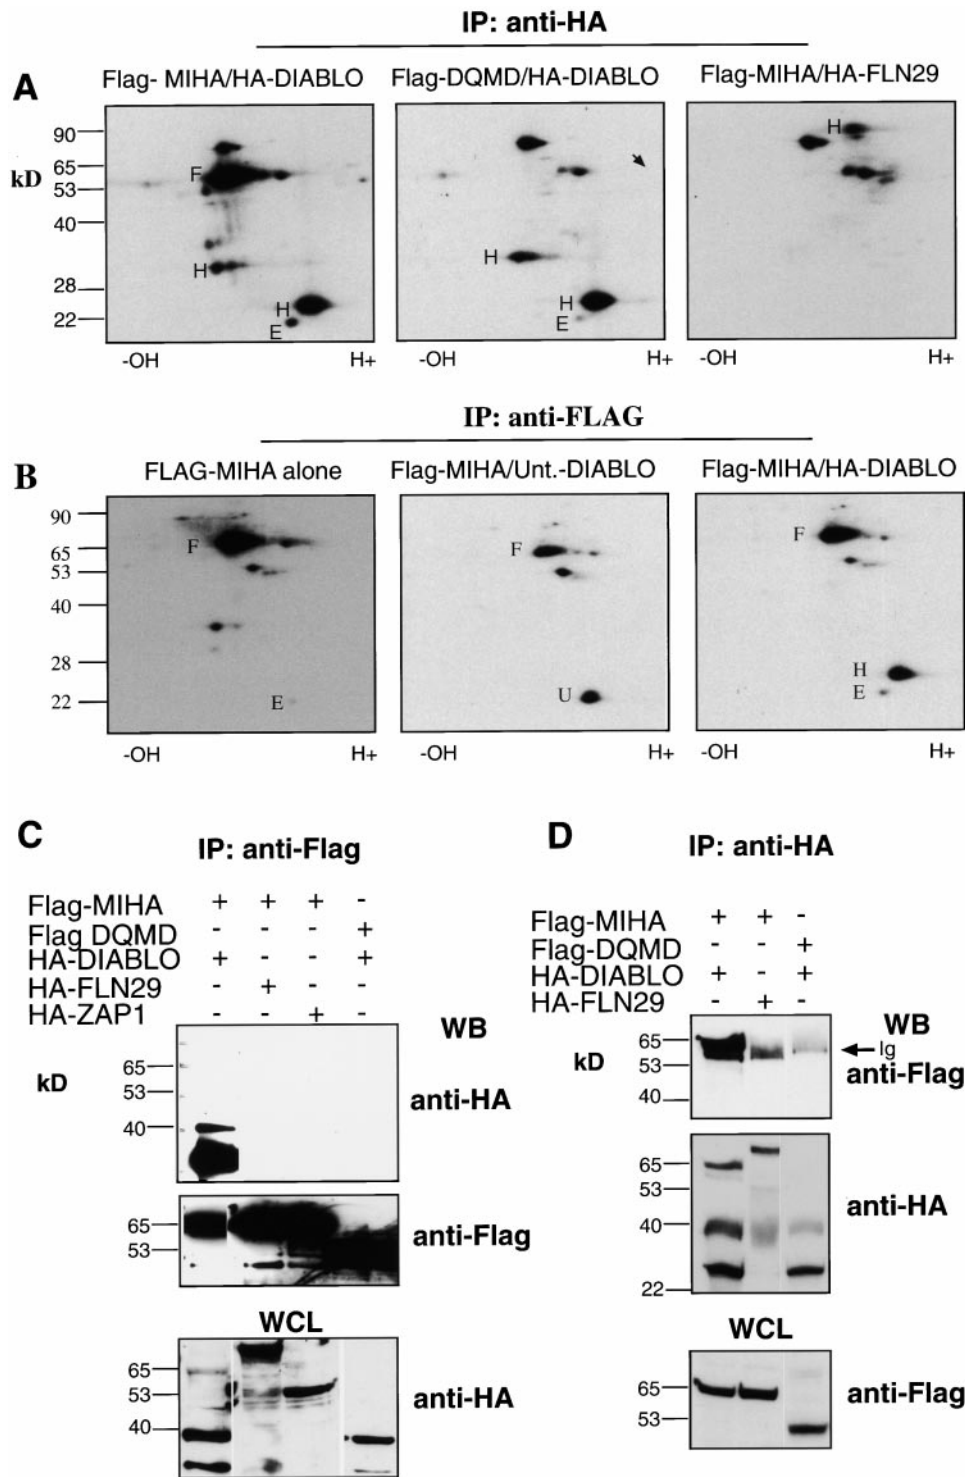 IP: anti-HA
A
Flag- MIHA/HA-DIABLO
Flag-DQMD/HA-DIABLO
Flag-MIHA/HA-FLN29
kD
90
65
53
40
28
22
F
H
H
E
H
H
E
H
-OH H+
-OH H+
-OH H+
IP: anti-FLAG
B
FLAG-MIHA alone
Flag-MIHA/Unt.-DIABLO
Flag-MIHA/HA-DIABLO
90
65
53
40
28
22
F
E
F
U
F
H
E
-OH H+
-OH H+
-OH H+
C
IP: anti-Flag
Flag-MIHA + + + -
Flag DQMD - - - +
HA-DIABLO + - - +
HA-FLN29 - + - -
HA-ZAP1 - - + -
WB
kD
65
53
40
anti-HA
65
53
anti-Flag
WCL
65
53
40
anti-HA
D
IP: anti-HA
Flag-MIHA + + -
Flag-DQMD - - +
HA-DIABLO + - +
HA-FLN29 - + -
WB
kD
65
53
40
Ig
anti-Flag
65
53
40
22
anti-HA
WCL
65
53
anti-Flag